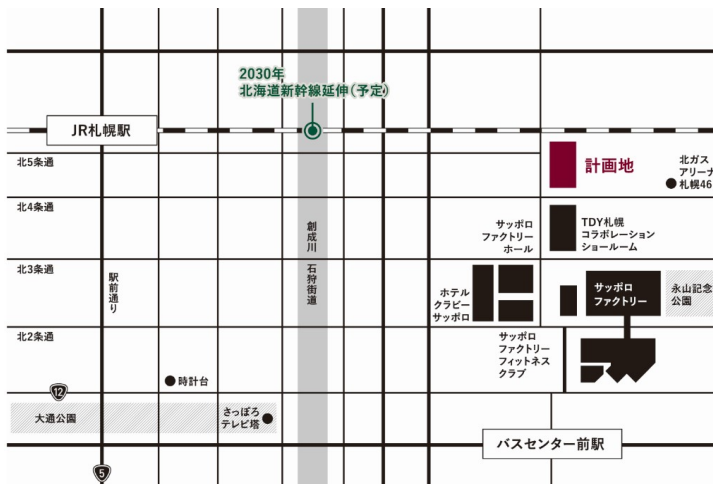 2030年
北海道新幹線延伸(予定)
JR札幌駅
北5条通
計画地
北ガス
アリーナ
札幌46
北4条通
創成川
石狩街道
サッポロ
ファクトリー
ホール
TDY札幌
コラボレーション
ショールーム
北3条通
駅前通り
ホテル
クラビー
サッポロ
サッポロ
ファクトリー
永山記念
公園
北2条通
サッポロ
ファクトリー
フィットネス
クラブ
時計台
12
大通公園
さっぽろ
テレビ塔
バスセンター前駅
5